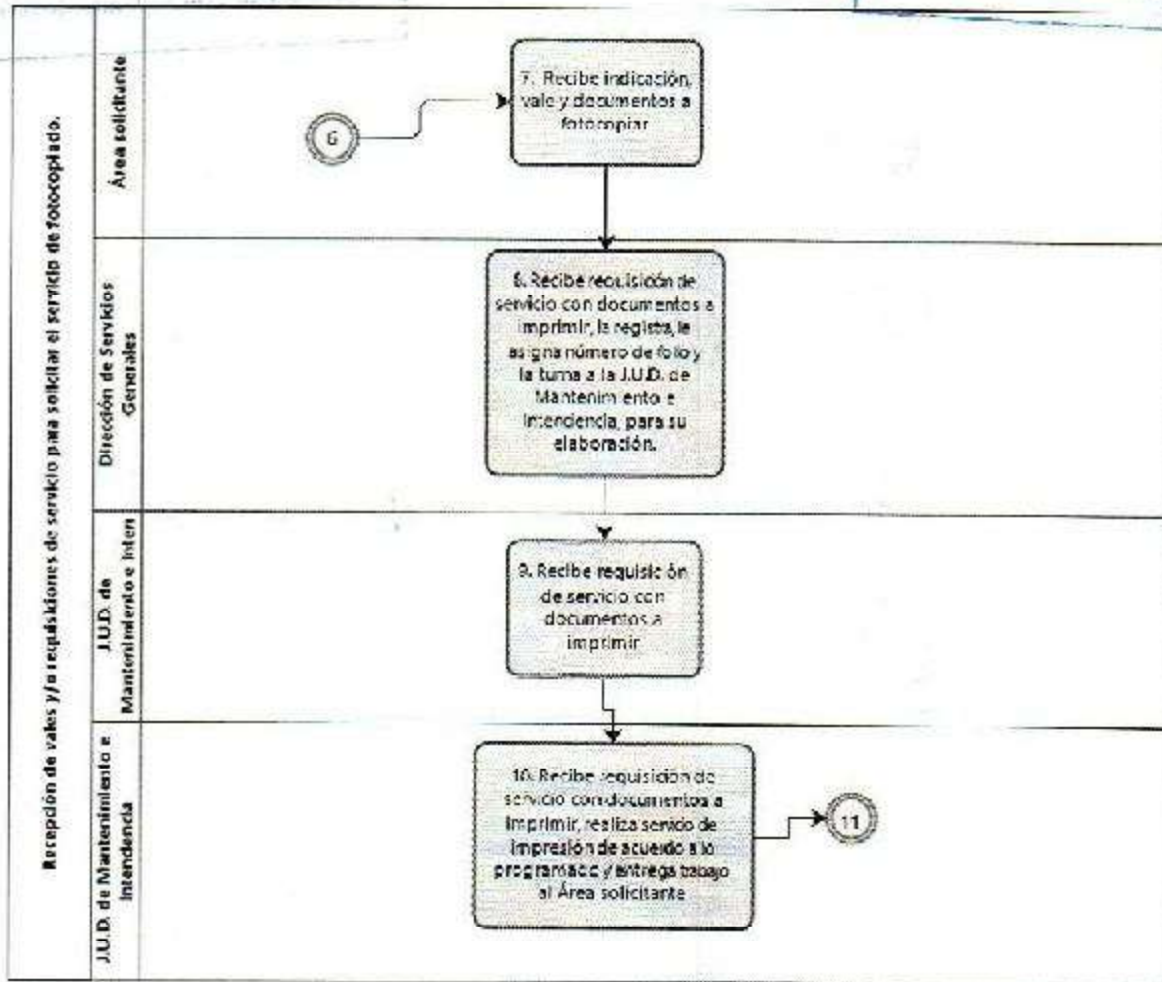 Recepción de vales y/o requisiciones de servicio para solicitar el servicio de fotocopiado.
Área solicitante
6
7. Recibe indicación,
vale y documentos a
fotocopiar
Dirección de Servicios
Generales
8. Recibe requisición de
servicio con documentos a
imprimir, la registra, le
asigna número de folio y
la turna a la J.U.D. de
Mantenimiento e
Intendencia, para su
elaboración.
J.U.D. de
Mantenimiento e Inten
9. Recibe requisición
de servicio con
documentos a
imprimir
J.U.D. de Mantenimiento e
Intendencia
10. Recibe requisición de
servicio con documentos a
imprimir, realiza servicio de
impresión de acuerdo a lo
programado y entrega trabajo
al Área solicitante
11